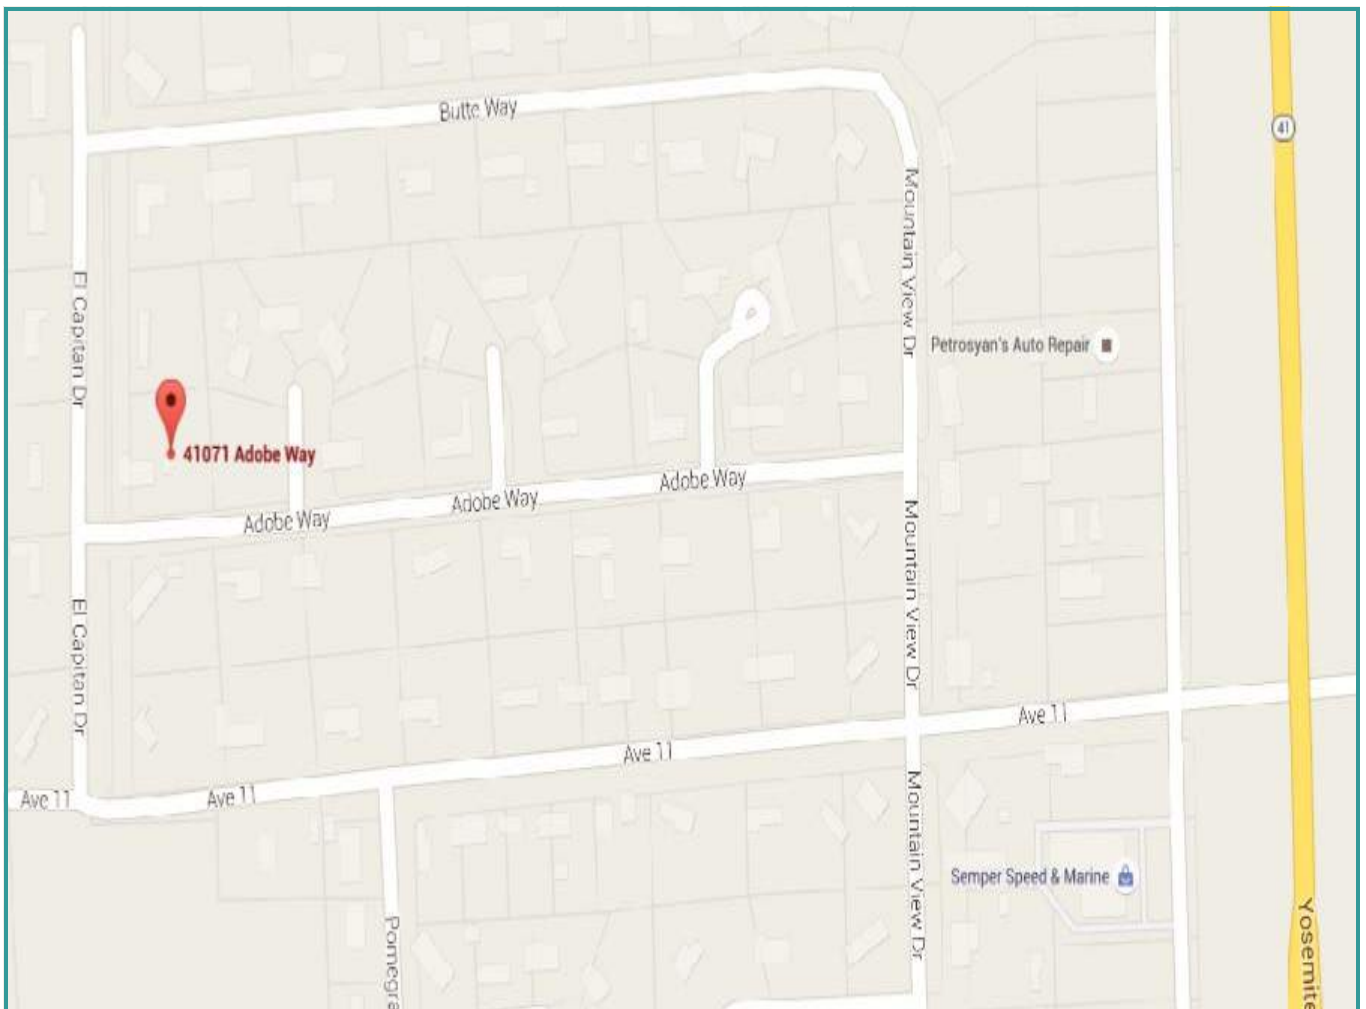 Butte Way
41
Mountain View Dr
El Capitan Dr
Petrosyan's Auto Repair
41071 Adobe Way
Adobe Way
Adobe Way
Adobe Way
Mountain View Dr
El Capitan Dr
Ave 11
Ave 11
Ave 11
Ave 11
Mountain View Dr
Semper Speed & Marine
Pomegra
Yosemite